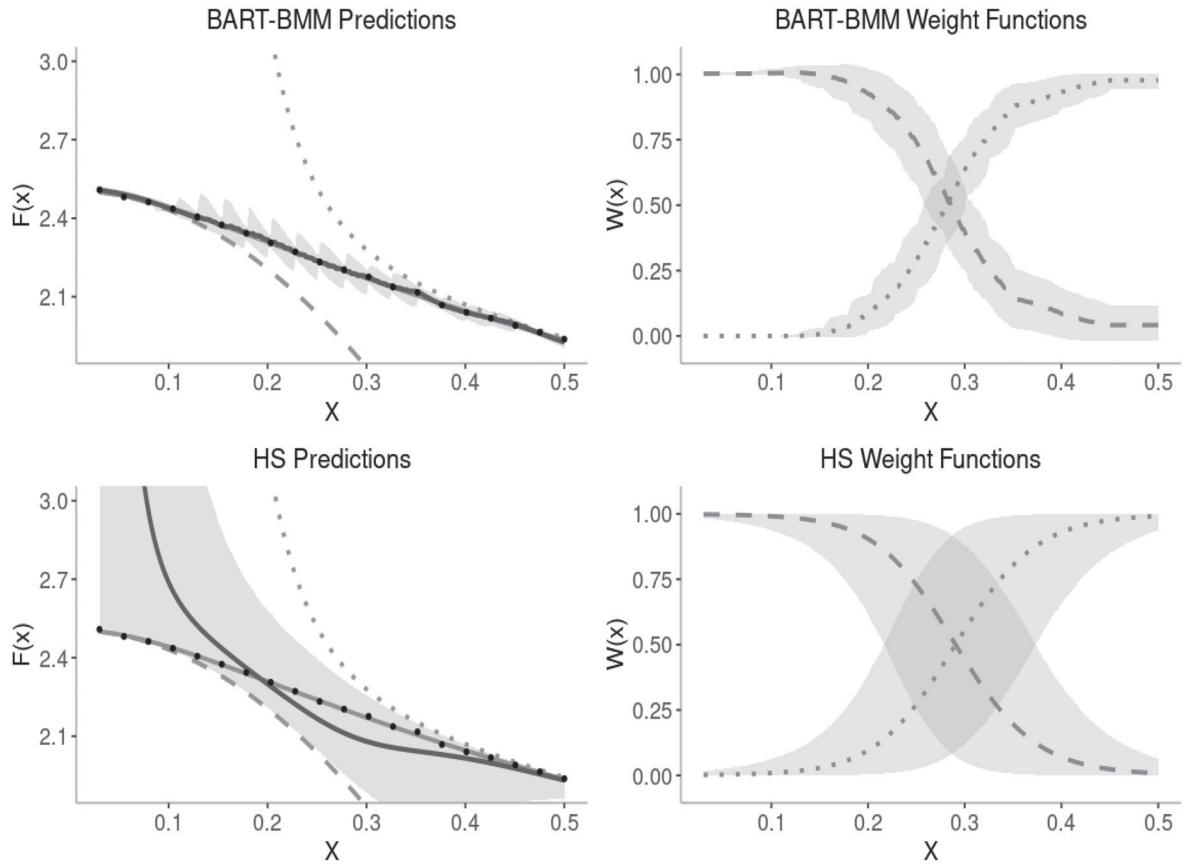 BART-BMM Predictions
BART-BMM Weight Functions
3.0
2.7
2.4
2.1
F(x)
0.1 0.2 0.3 0.4 0.5
X
1.00
0.75
0.50
0.25
0.00
W(x)
0.1 0.2 0.3 0.4 0.5
X
HS Predictions
HS Weight Functions
3.0
2.7
2.4
2.1
F(x)
0.1 0.2 0.3 0.4 0.5
X
1.00
0.75
0.50
0.25
0.00
W(x)
0.1 0.2 0.3 0.4 0.5
X